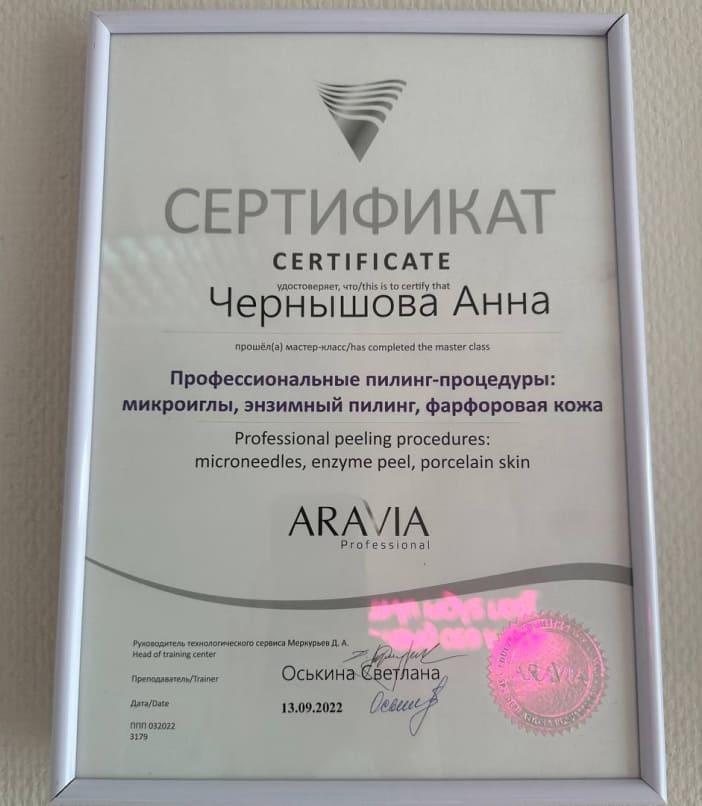 СЕРТИФИКАТ
CERTIFICATE
удостоверяет, что/this is to certify that
Чернышова Анна
прошёл(а) мастер-класс/has completed the master class
Профессиональные пилинг-процедуры:
микроиглы, энзимный пилинг, фарфоровая кожа
Professional peeling procedures:
microneedles, enzyme peel, porcelain skin
ARAVIA
Professional
Руководитель технологического сервиса Меркурьев Д. А.
Head of training center
Преподаватель/Trainer
Оськина Светлана
Дата/Date
13.09.2022
ППП 032022
3179
ARAVIA